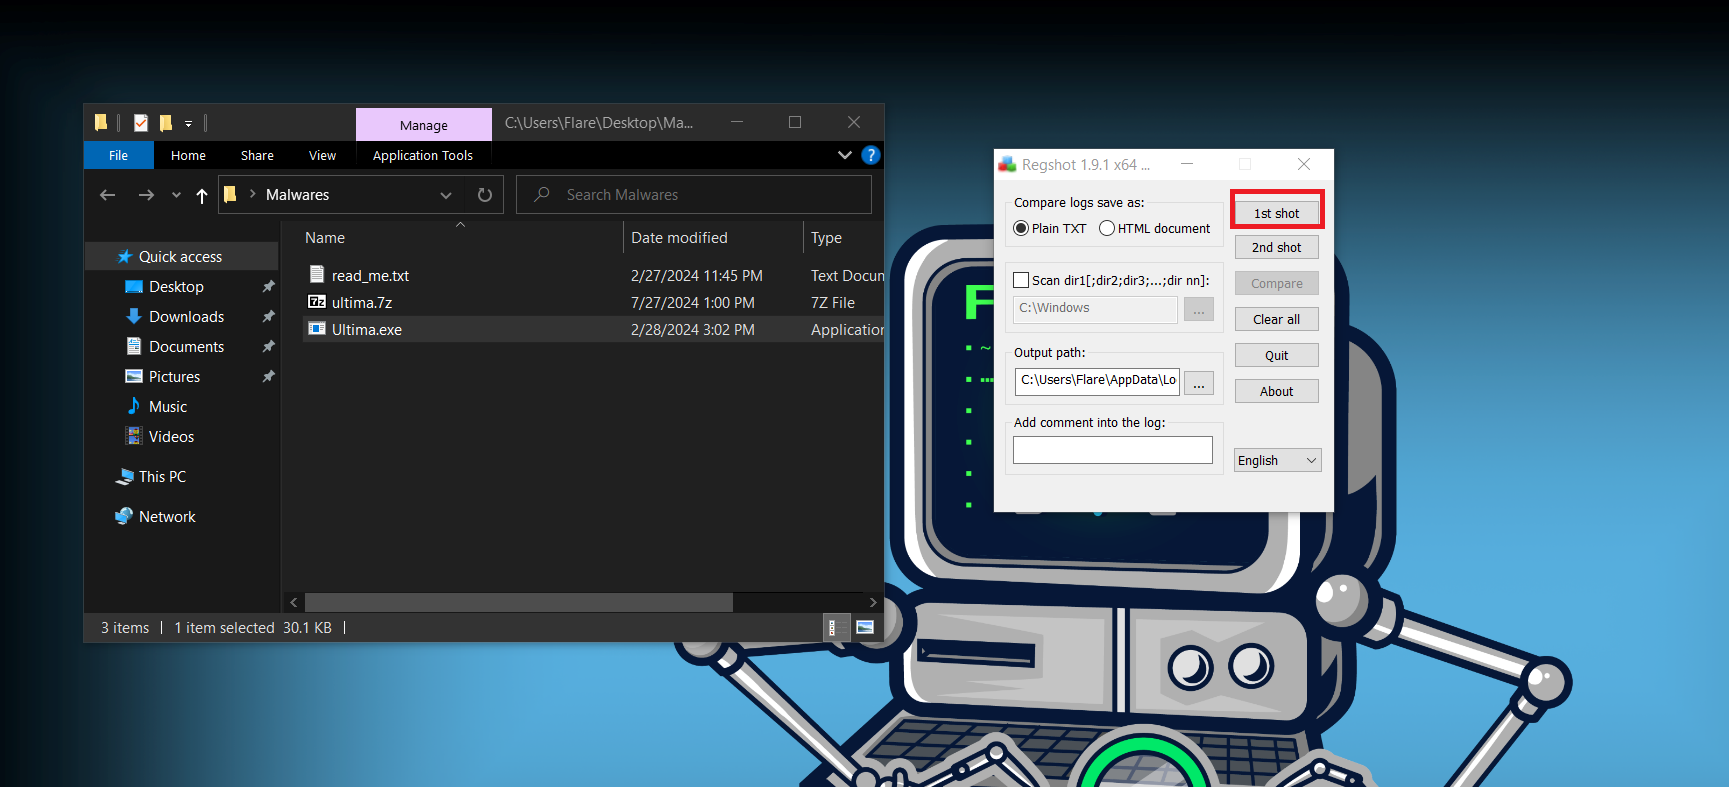 Manage
C:\Users\Flare\Desktop\Ma...
File
Home
Share
View
Application Tools
?
Malwares
Search Malwares
Name
Date modified
Type
read_me.txt
2/27/2024 11:45 PM
Text Docun
7z
ultima.7z
7/27/2024 1:00 PM
7Z File
Ultima.exe
2/28/2024 3:02 PM
Application
Quick access
Desktop
Downloads
Documents
Pictures
Music
Videos
This PC
Network
3 items
1 item selected 30.1 KB
Regshot 1.9.1 x64 ...
Compare logs save as:
Plain TXT
HTML document
1st shot
2nd shot
Scan dir1[;dir2;dir3;...;dir nn]:
C:\Windows
...
Compare
Clear all
Output path:
C:\Users\Flare\AppData\Lo
...
Quit
About
Add comment into the log:
English
F
~